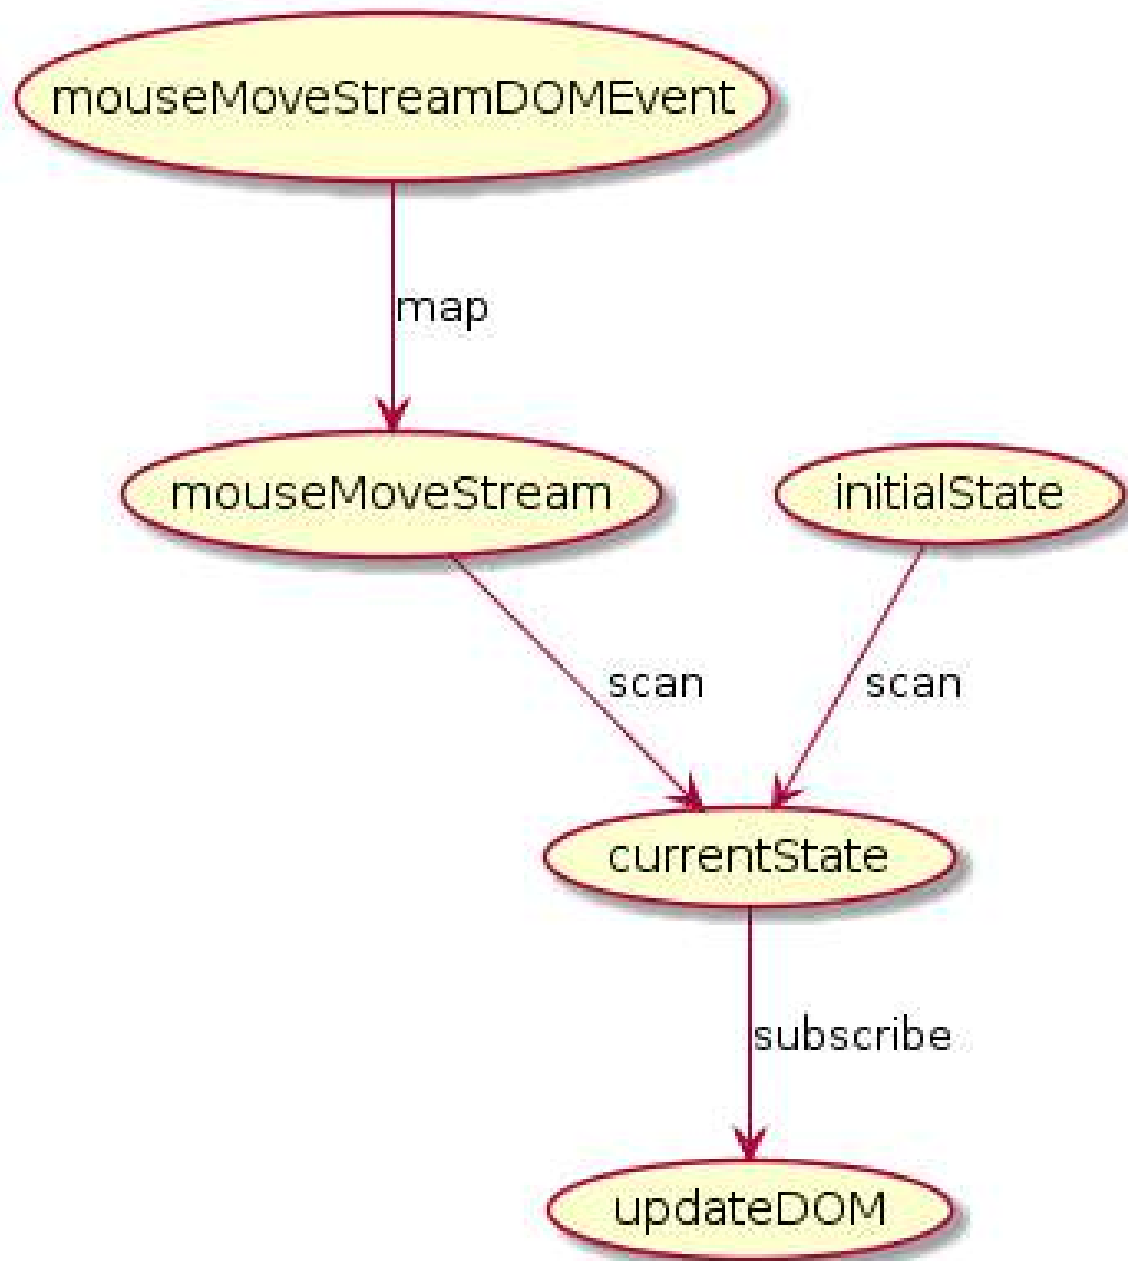 mouseMoveStreamDOMEvent
map
mouseMoveStream
initialState
scan
scan
currentState
subscribe
updateDOM